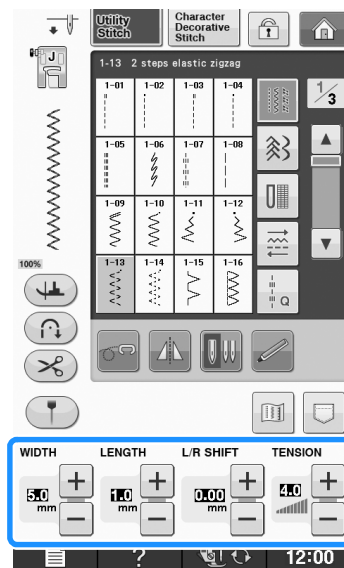 Utility
Stitch
Character
Decorative
Stitch
J
1-13 2 steps elastic zigzag
1/3
1-01 1-02 1-03 1-04
1-05 1-06 1-07 1-08
1-09 1-10 1-11 1-12
1-13 1-14 1-15 1-16
Q
100%
WIDTH LENGTH L/R SHIFT TENSION
5.0 mm + − 1.0 mm + − 0.00 mm + − 4.0 + −
? 12:00